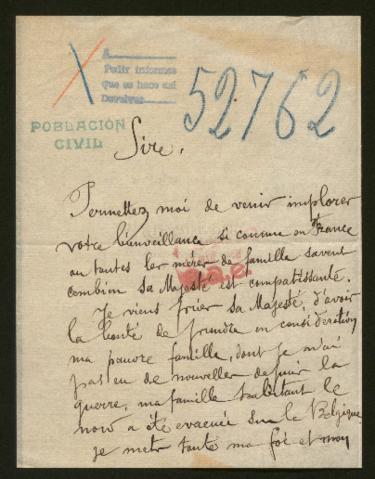 A
Pedir informes
que se hace así
Devolver
52762
POBLACIÓN
CIVIL
Sire,
Permettez moi de venir implorer
votre bienveillance si connue en France
ou toutes les mères de famille savent
combien sa Majesté est compatissante.
Je viens prier sa Majesté, d'avoir
la bonté de prendre en considération
ma pauvre famille, dont je n'ai
pas eu de nouvelles depuis la
guerre, ma famille habitant le
nord a été evacuée sur la Belgique
je mets toute ma foi et mon